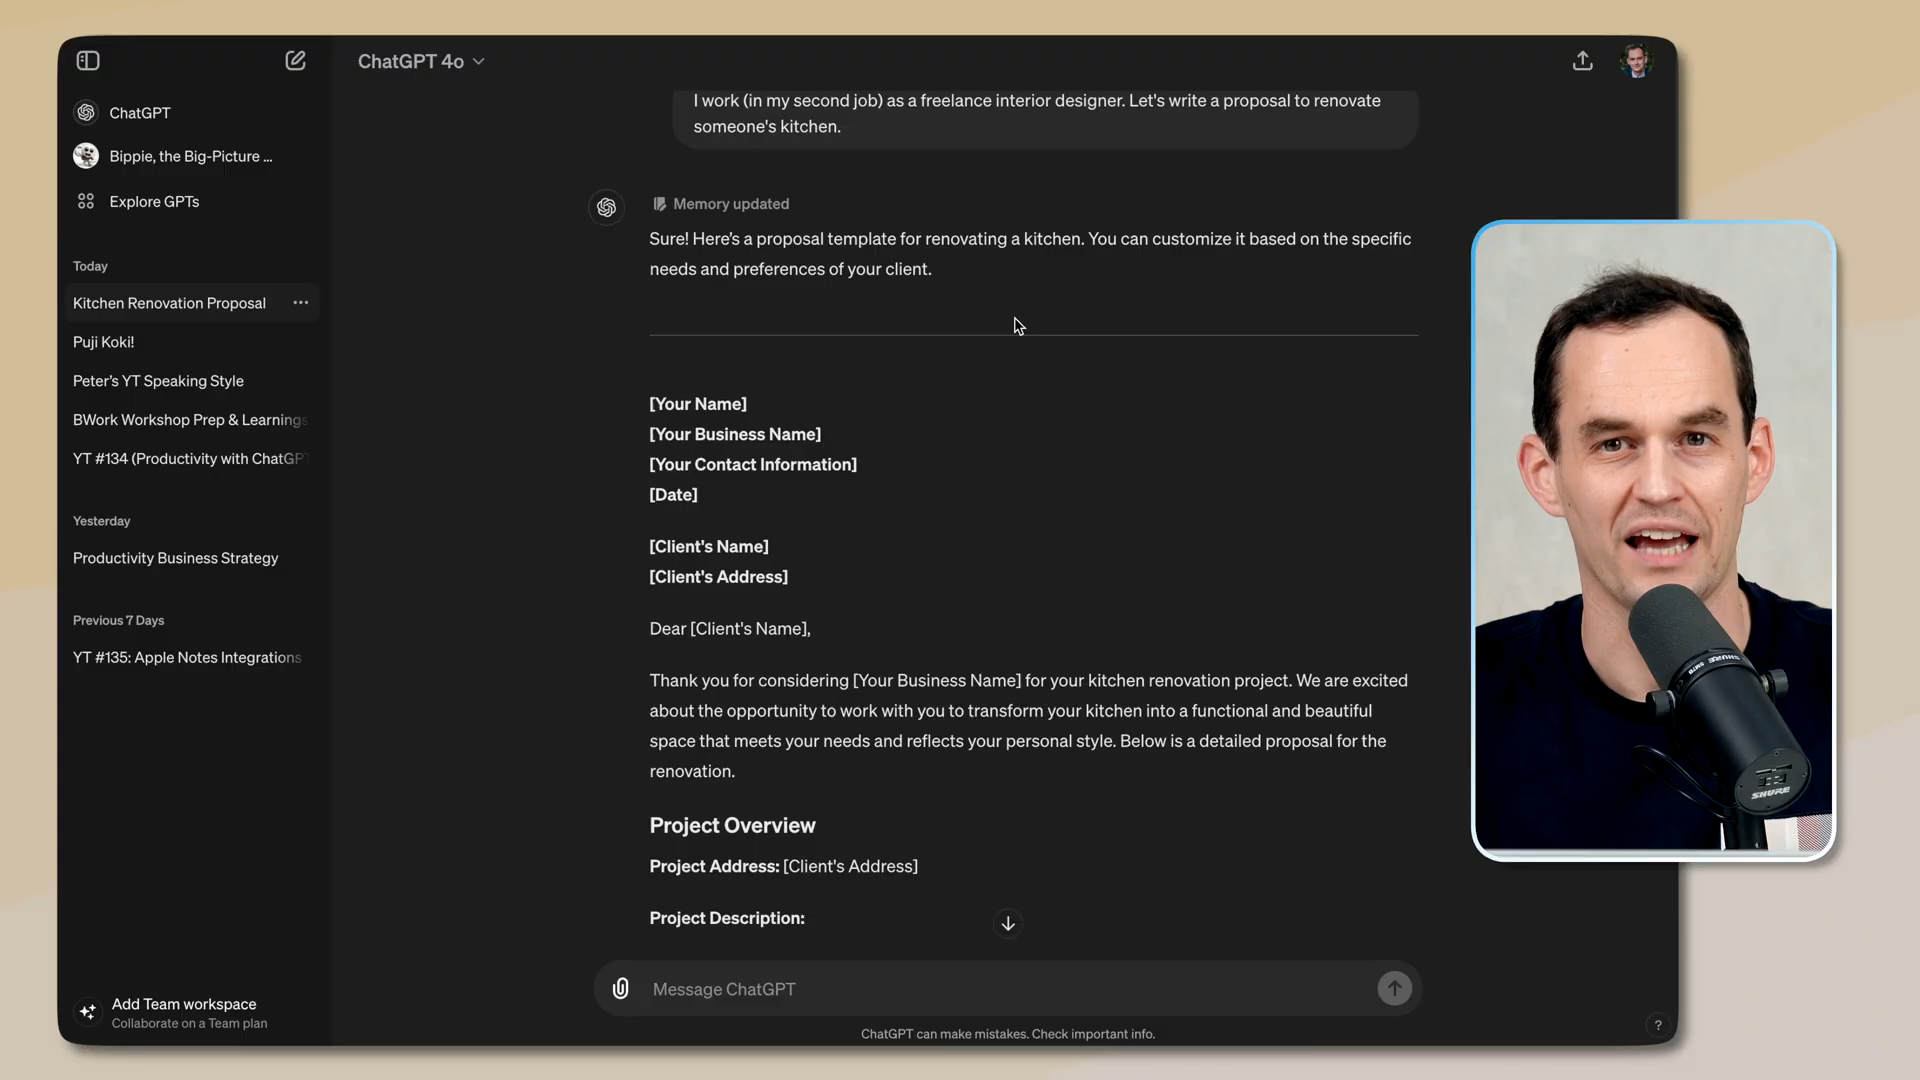 ChatGPT
Bippie, the Big-Picture ...
Explore GPTs
Today
Kitchen Renovation Proposal
Puji Koki!
Peter's YT Speaking Style
BWork Workshop Prep & Learnings
YT #134 (Productivity with ChatGPT
Yesterday
Productivity Business Strategy
Previous 7 Days
YT #135: Apple Notes Integrations
Add Team workspace
Collaborate on a Team plan
ChatGPT 4o
I work (in my second job) as a freelance interior designer. Let's write a proposal to renovate
someone's kitchen.
Memory updated
Sure! Here's a proposal template for renovating a kitchen. You can customize it based on the specific
needs and preferences of your client.
[Your Name]
[Your Business Name]
[Your Contact Information]
[Date]
[Client's Name]
[Client's Address]
Dear [Client's Name],
Thank you for considering [Your Business Name] for your kitchen renovation project. We are excited
about the opportunity to work with you to transform your kitchen into a functional and beautiful
space that meets your needs and reflects your personal style. Below is a detailed proposal for the
renovation.
Project Overview
Project Address: [Client's Address]
Project Description:
Message ChatGPT
ChatGPT can make mistakes. Check important info.
?
SHURE
SM7B
SHURE